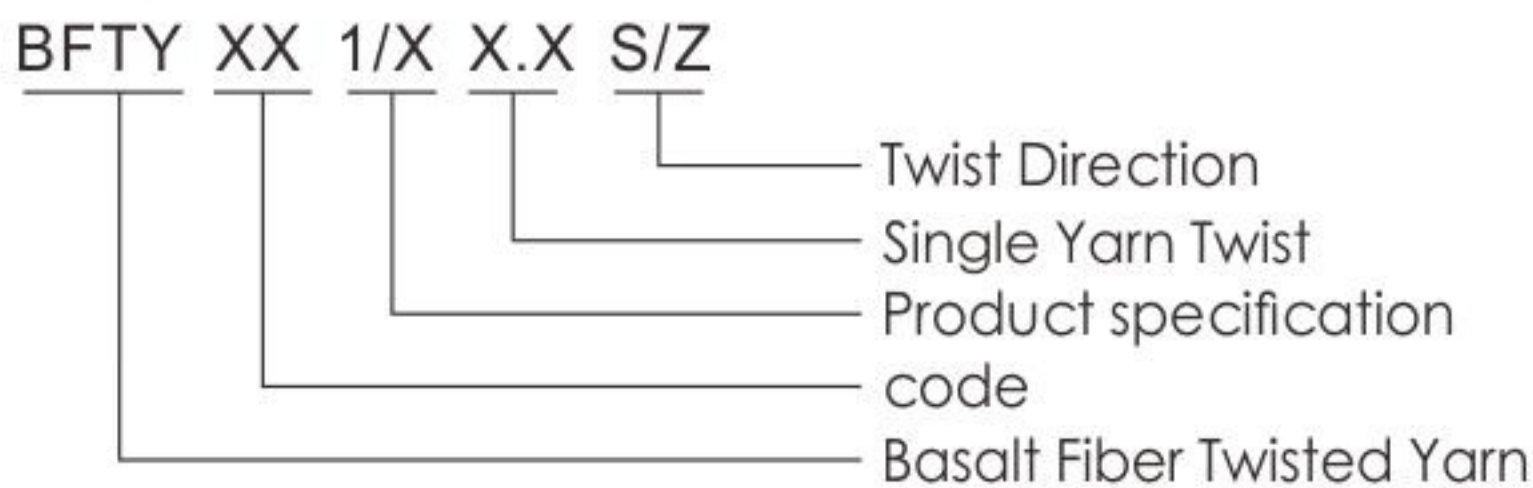 BFTY XX 1/X X.X S/Z
Twist Direction
Single Yarn Twist
Product specification
code
Basalt Fiber Twisted Yarn